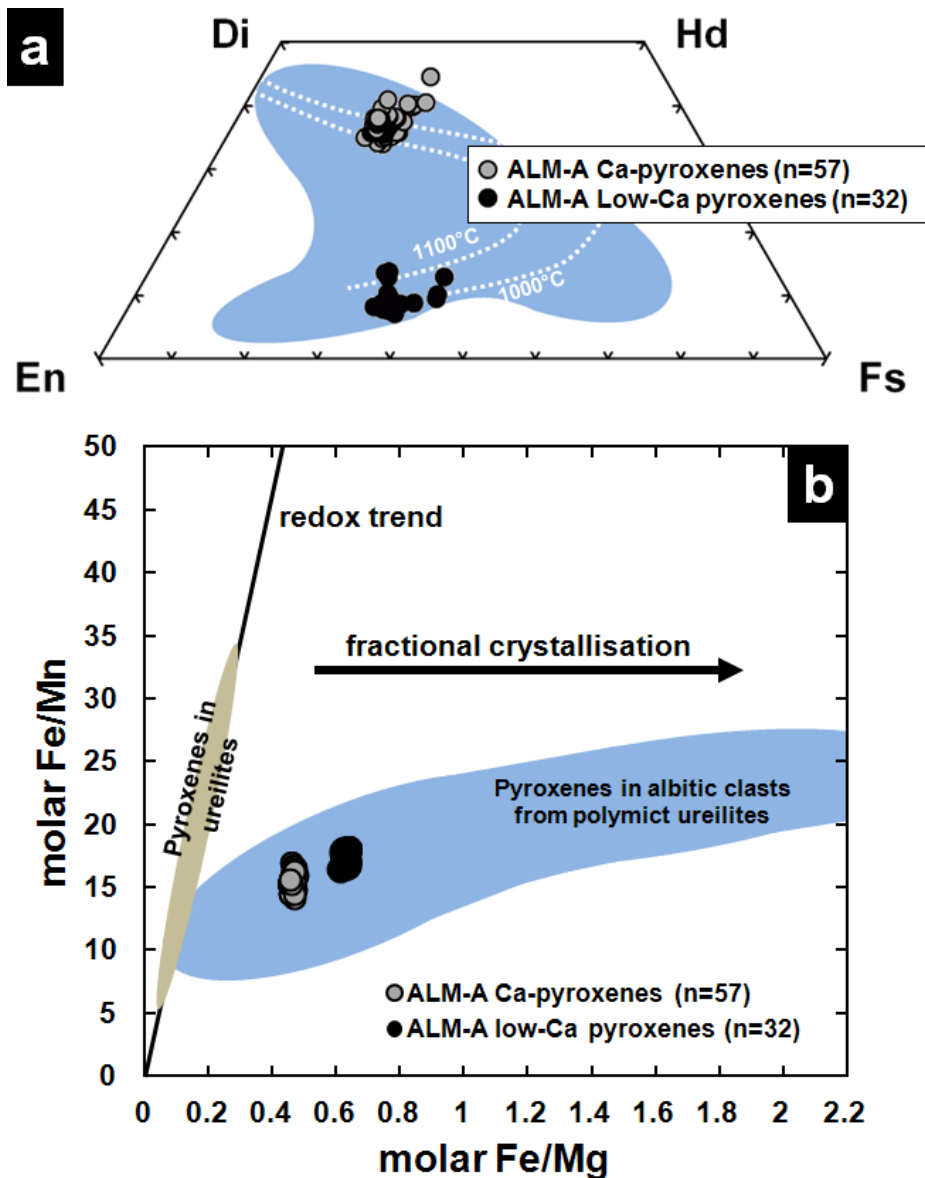 a
Di
Hd
ALM-A Ca-pyroxenes (n=57)
ALM-A Low-Ca pyroxenes (n=32)
1100°C
1000°C
En
Fs
b
50
45
40
35
30
25
20
15
10
5
0
molar Fe/Mn
redox trend
fractional crystallisation
Pyroxenes in
ureilites
Pyroxenes in albitic clasts
from polymict ureilites
ALM-A Ca-pyroxenes (n=57)
ALM-A low-Ca pyroxenes (n=32)
0 0.2 0.4 0.6 0.8 1 1.2 1.4 1.6 1.8 2 2.2
molar Fe/Mg